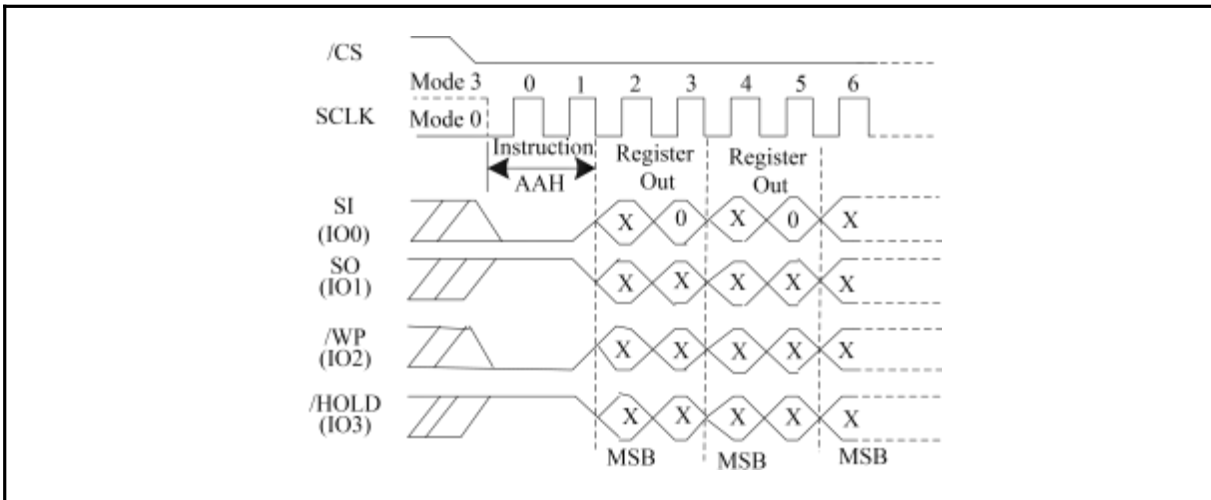 /CS
Mode 3 0 1 2 3 4 5 6
SCLK Mode 0
Instruction Register Out Register Out
AAH
SI (IO0) X 0 X 0 X
SO (IO1) X X X X X
/WP (IO2) X X X X X
/HOLD (IO3) X X X X X
MSB MSB MSB